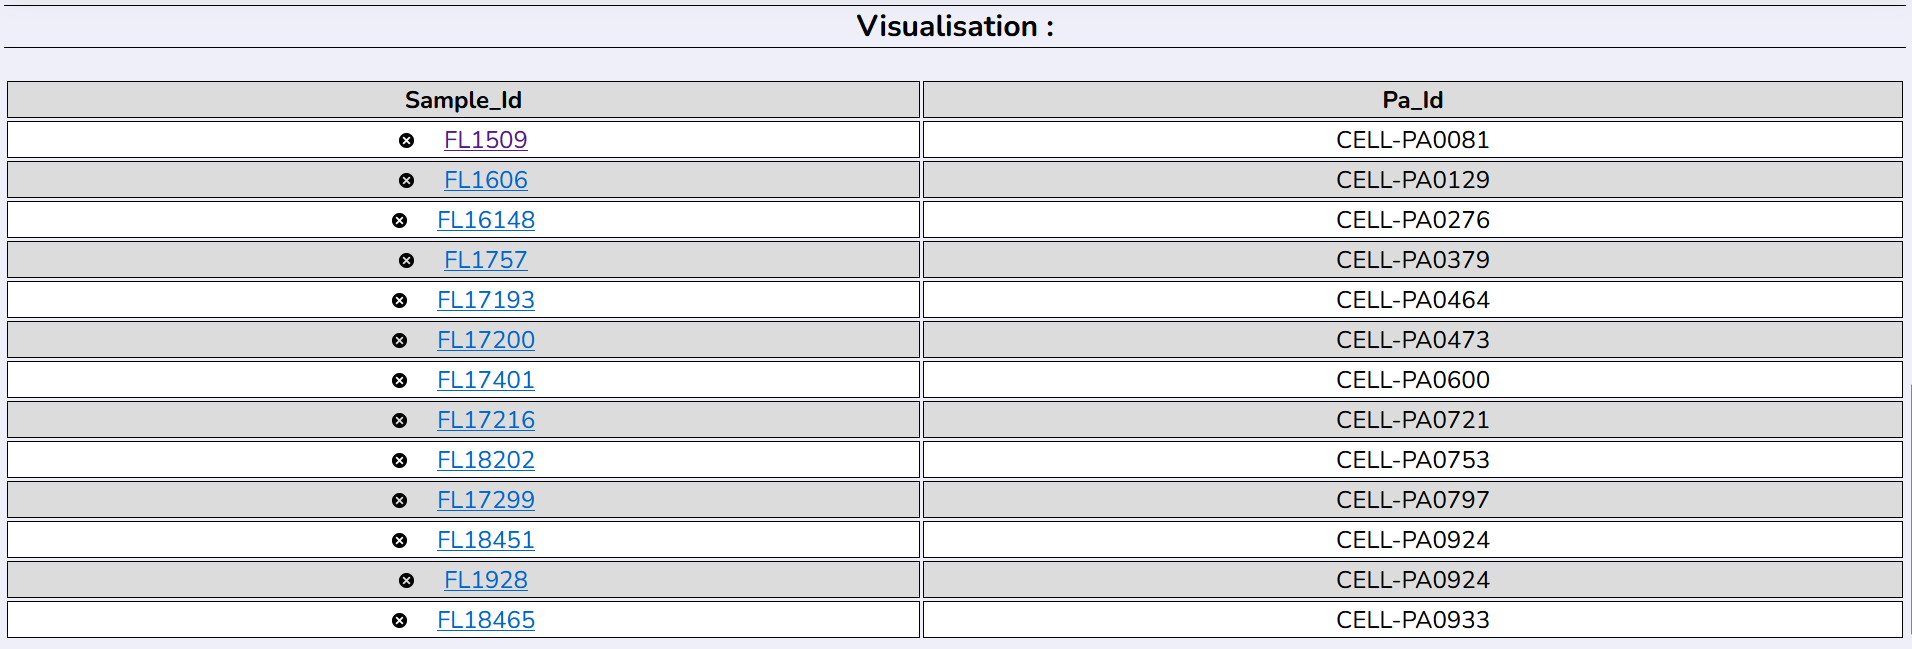 Visualisation :
Sample_Id Pa_Id
FL1509 CELL-PA0081
FL1606 CELL-PA0129
FL16148 CELL-PA0276
FL1757 CELL-PA0379
FL17193 CELL-PA0464
FL17200 CELL-PA0473
FL17401 CELL-PA0600
FL17216 CELL-PA0721
FL18202 CELL-PA0753
FL17299 CELL-PA0797
FL18451 CELL-PA0924
FL1928 CELL-PA0924
FL18465 CELL-PA0933